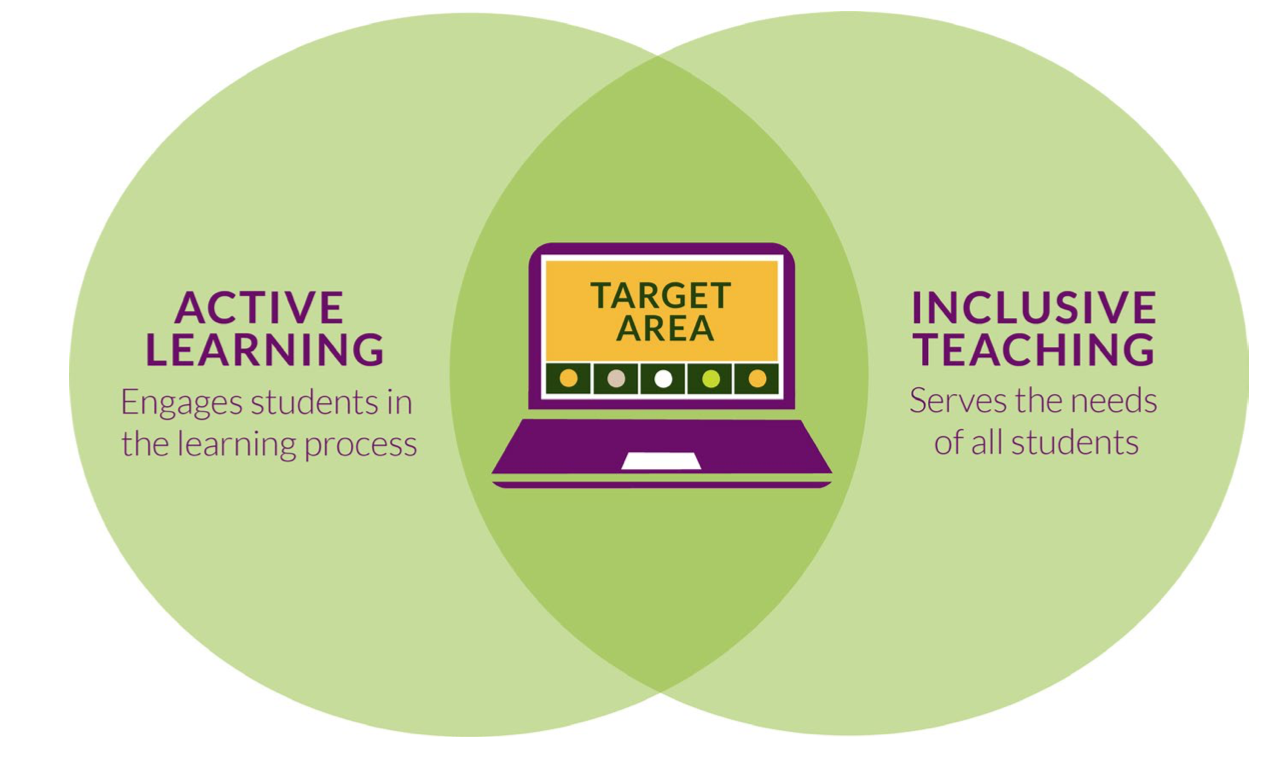 ACTIVE
LEARNING
Engages students in
the learning process
TARGET
AREA
INCLUSIVE
TEACHING
Serves the needs
of all students